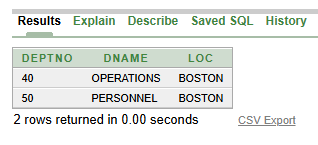 Results Explain Describe Saved SQL History
DEPTNO DNAME LOC
40 OPERATIONS BOSTON
50 PERSONNEL BOSTON
2 rows returned in 0.00 seconds CSV Export